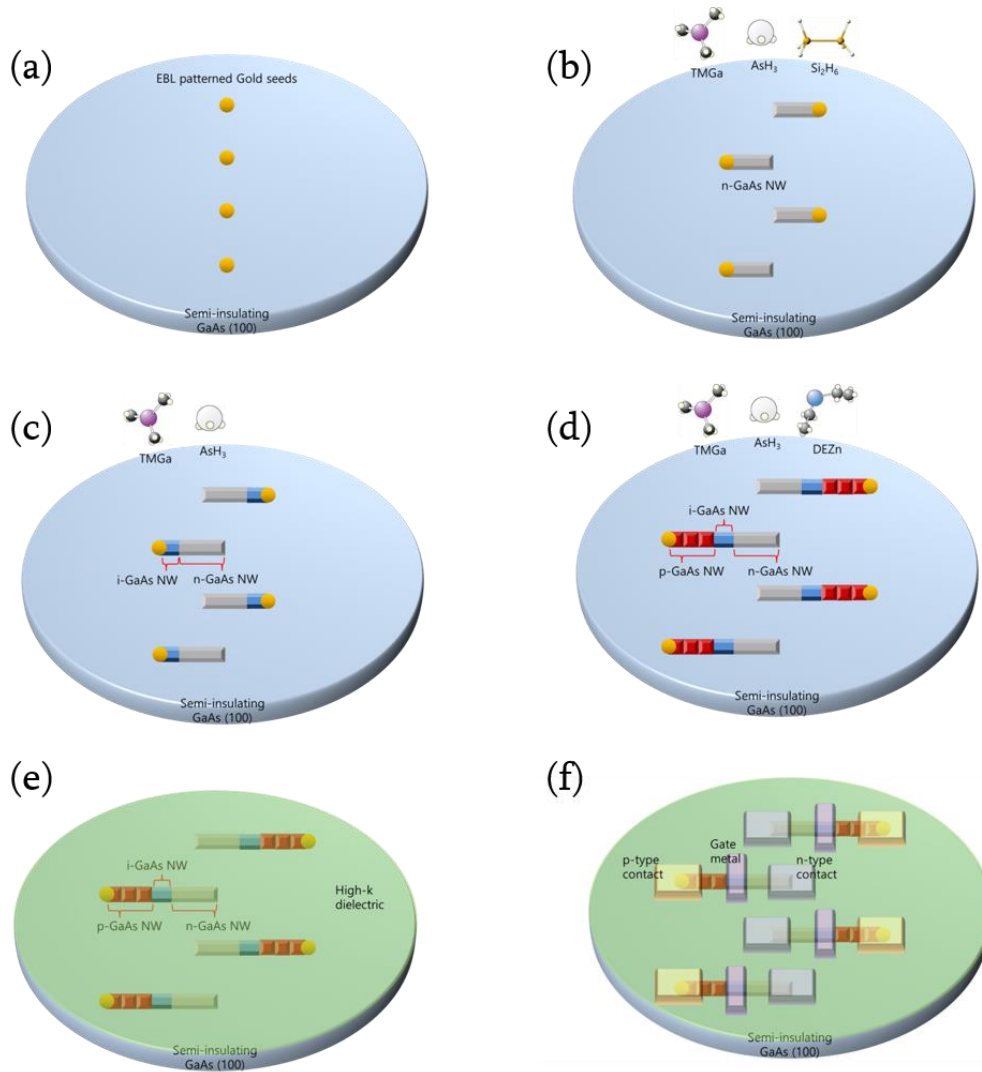 (a)
EBL patterned Gold seeds
Semi-insulating
GaAs (100)
(b)
TMGa
AsH₃
Si₂H₆
n-GaAs NW
Semi-insulating
GaAs (100)
(c)
TMGa
AsH₃
i-GaAs NW
n-GaAs NW
Semi-insulating
GaAs (100)
(d)
TMGa
AsH₃
DEZn
i-GaAs NW
p-GaAs NW
n-GaAs NW
Semi-insulating
GaAs (100)
(e)
i-GaAs NW
High-k
dielectric
p-GaAs NW
n-GaAs NW
Semi-insulating
GaAs (100)
(f)
Gate
metal
p-type
contact
n-type
contact
Semi-insulating
GaAs (100)